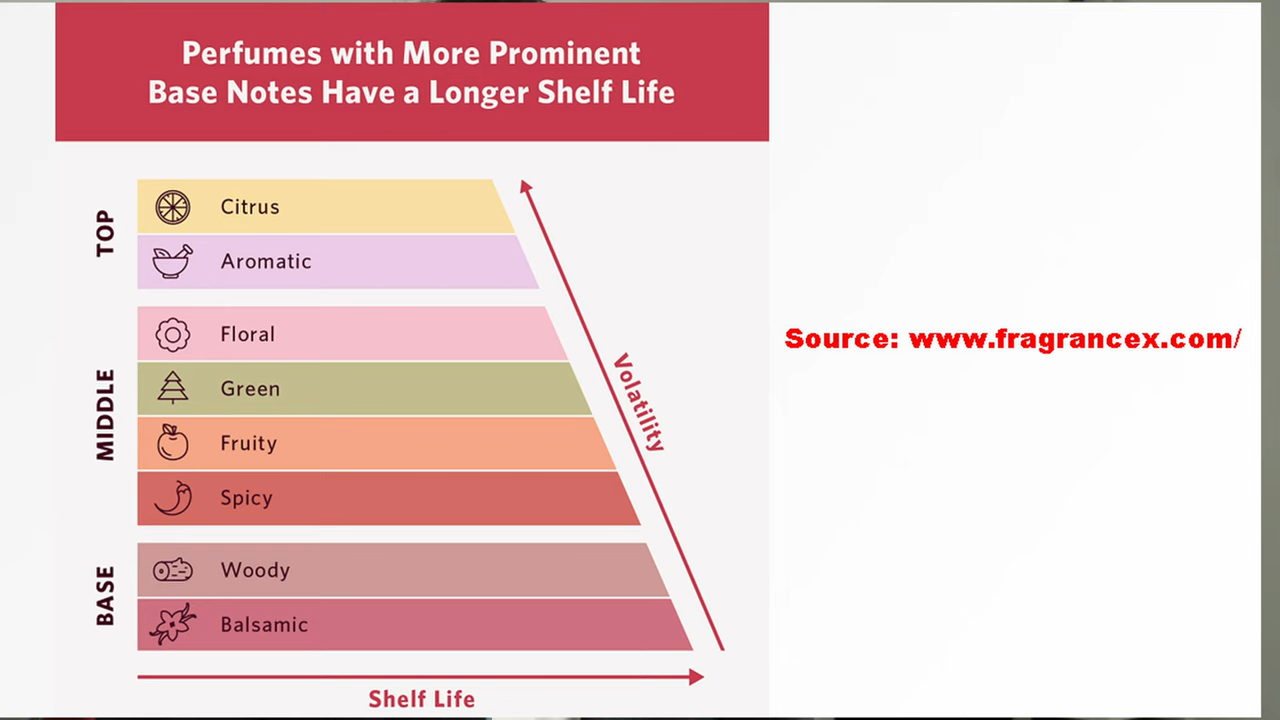 Perfumes with More Prominent
Base Notes Have a Longer Shelf Life
TOP
Citrus
Aromatic
MIDDLE
Floral
Green
Fruity
Spicy
BASE
Woody
Balsamic
Volatility
Shelf Life
Source: www.fragrancex.com/